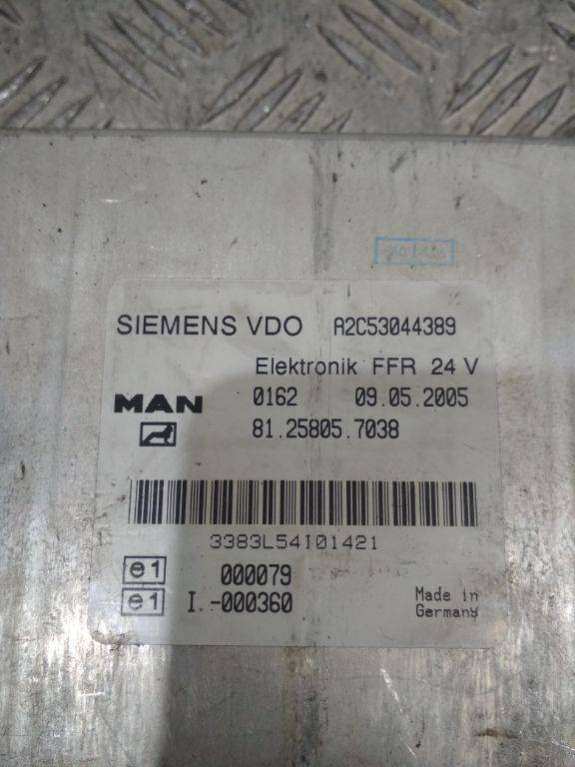 SIEMENS VDO A2C53044389
Elektronik FFR 24 V
MAN 0162 09.05.2005
81.25805.7038
3383L54101421
e1 000079
e1 I.-000360
Made in
Germany